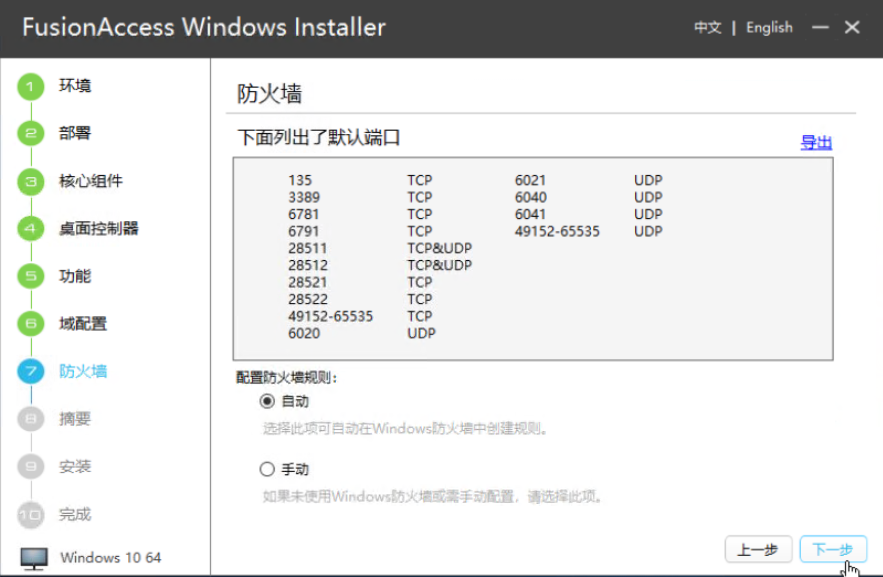 FusionAccess Windows Installer
中文 | English
1 环境
2 部署
3 核心组件
4 桌面控制器
5 功能
6 域配置
7 防火墙
8 摘要
9 安装
10 完成
Windows 10 64
防火墙
下面列出了默认端口
导出
135 TCP 6021 UDP
3389 TCP 6040 UDP
6781 TCP 6041 UDP
6791 TCP 49152-65535 UDP
28511 TCP&UDP
28512 TCP&UDP
28521 TCP
28522 TCP
49152-65535 TCP
6020 UDP
配置防火墙规则：
自动
选择此项可自动在Windows防火墙中创建规则。
手动
如果未使用Windows防火墙或需手动配置，请选择此项。
上一步 下一步